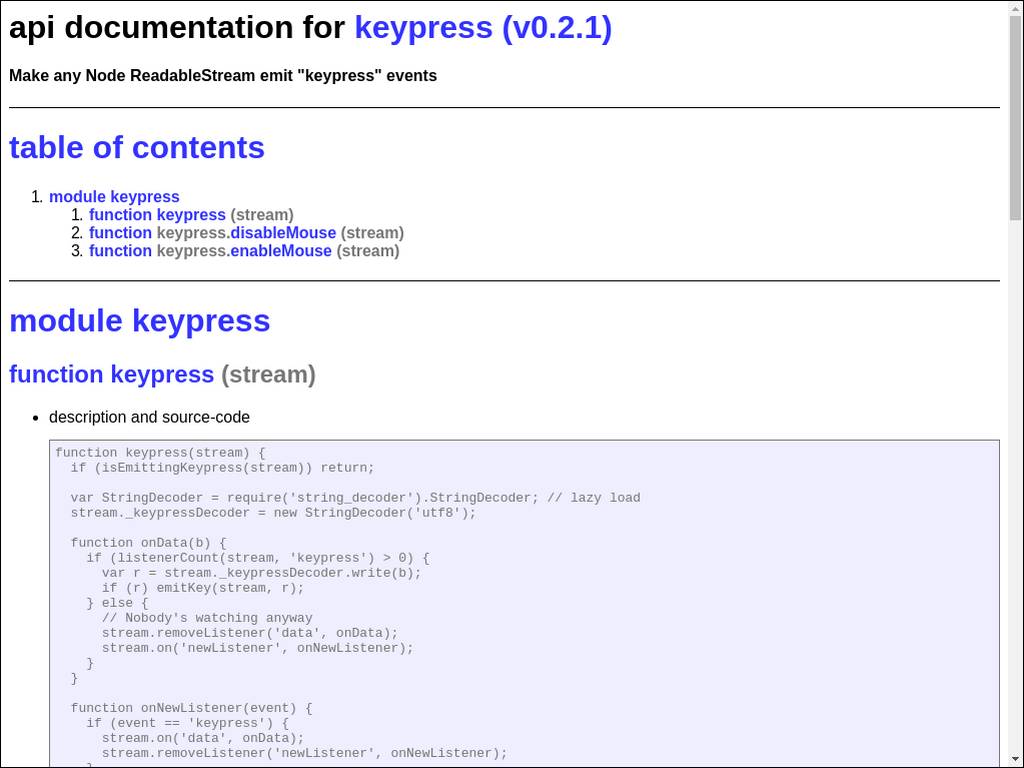 api documentation for keypress (v0.2.1)
Make any Node ReadableStream emit "keypress" events
table of contents
1. module keypress
1. function keypress (stream)
2. function keypress.disableMouse (stream)
3. function keypress.enableMouse (stream)
module keypress
function keypress (stream)
• description and source-code
function keypress(stream) {
  if (isEmittingKeypress(stream)) return;
  var StringDecoder = require('string_decoder').StringDecoder; // lazy load
  stream._keypressDecoder = new StringDecoder('utf8');
  function onData(b) {
    if (listenerCount(stream, 'keypress') > 0) {
      var r = stream._keypressDecoder.write(b);
      if (r) emitKey(stream, r);
    } else {
      // Nobody's watching anyway
      stream.removeListener('data', onData);
      stream.on('newListener', onNewListener);
    }
  }
  function onNewListener(event) {
    if (event == 'keypress') {
      stream.on('data', onData);
      stream.removeListener('newListener', onNewListener);
    }